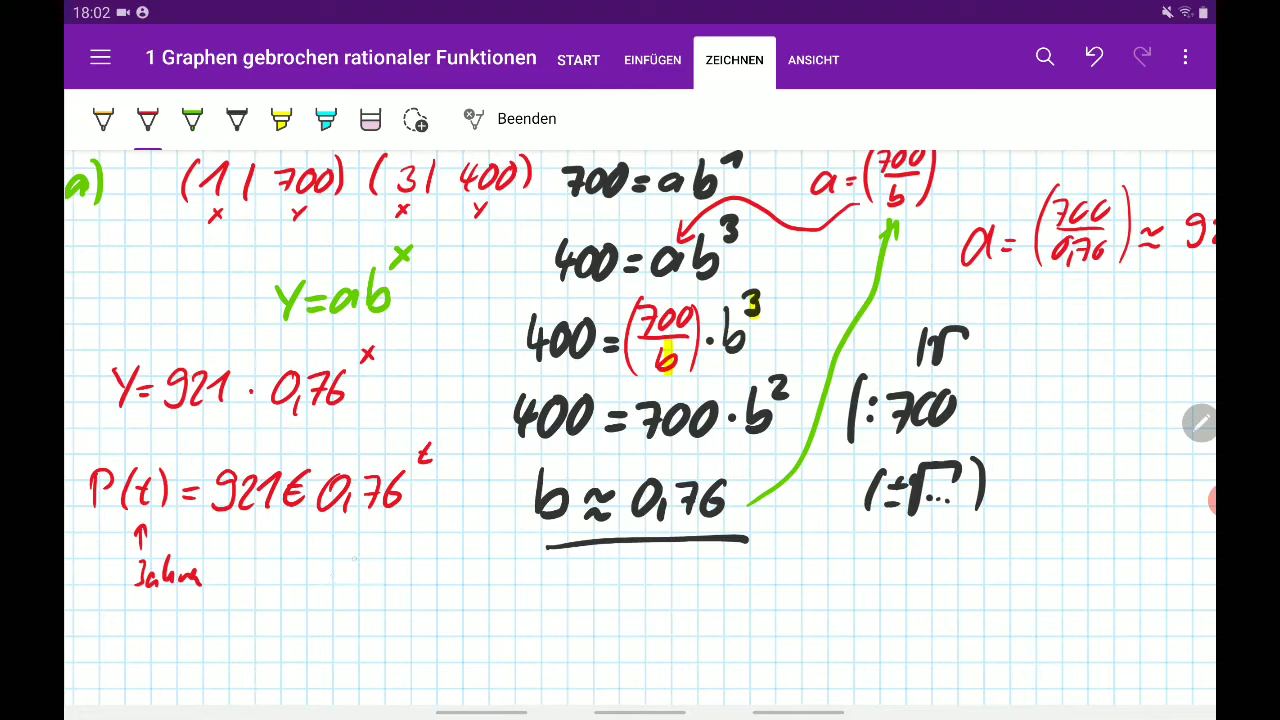 18:02
1 Graphen gebrochen rationaler Funktionen START EINFÜGEN ZEICHNEN ANSICHT
Beenden
a) (1 | 700) (3 | 400)
x y x y
y = ab^x
y = 921 · 0,76^x
P(t) = 921€ 0,76^t
Jahre
700 = ab^1
400 = ab^3
400 = (700/b) · b^3
400 = 700 · b^2
b ≈ 0,76
a = (700/b)
|: 700
(±√...)
a = (700/0,76) ≈ 92